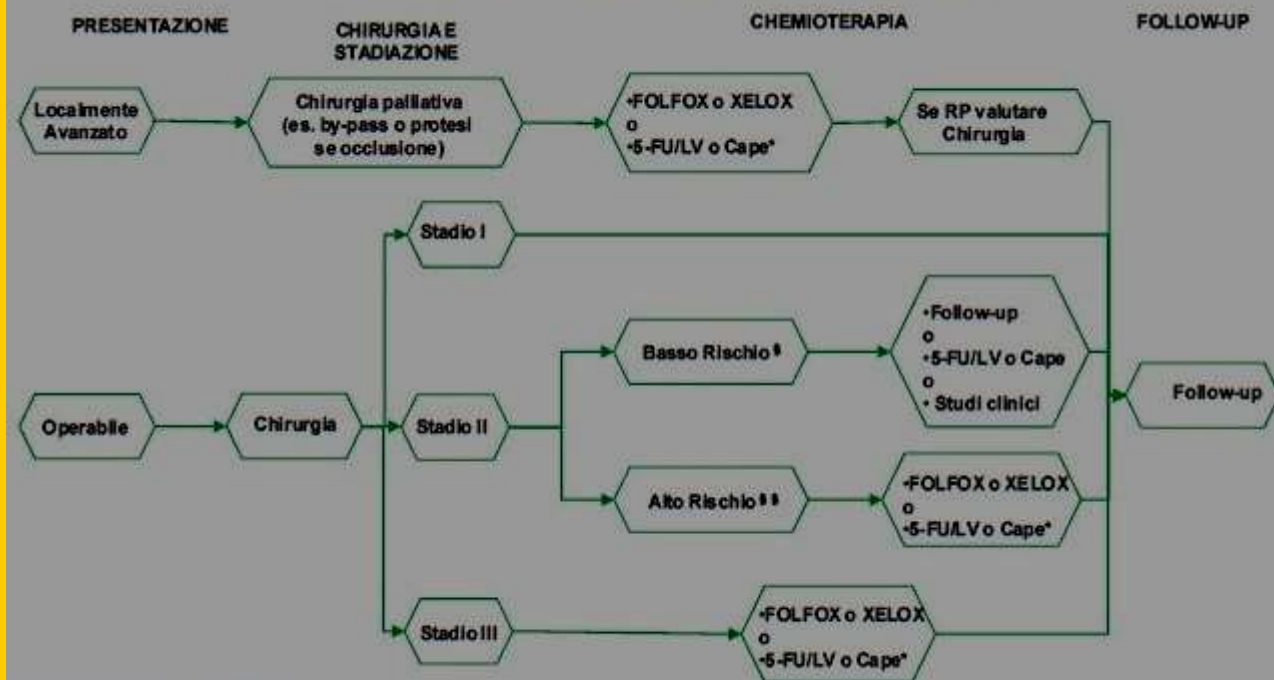 PRESENTAZIONE
CHIRURGIA E
STADIAZIONE
CHEMIOTERAPIA
FOLLOW-UP
Localmente
Avanzato
Chirurgia palliativa
(es. by-pass o protesi
se occlusione)
•FOLFOX o XELOX
o
•5-FU/LV o Cape*
Se RP valutare
Chirurgia
Stadio I
Operabile
Chirurgia
Stadio II
Basso Rischio§
•Follow-up
o
•5-FU/LV o Cape
o
• Studi clinici
Follow-up
Alto Rischio§§
•FOLFOX o XELOX
o
•5-FU/LV o Cape*
Stadio III
•FOLFOX o XELOX
o
•5-FU/LV o Cape*